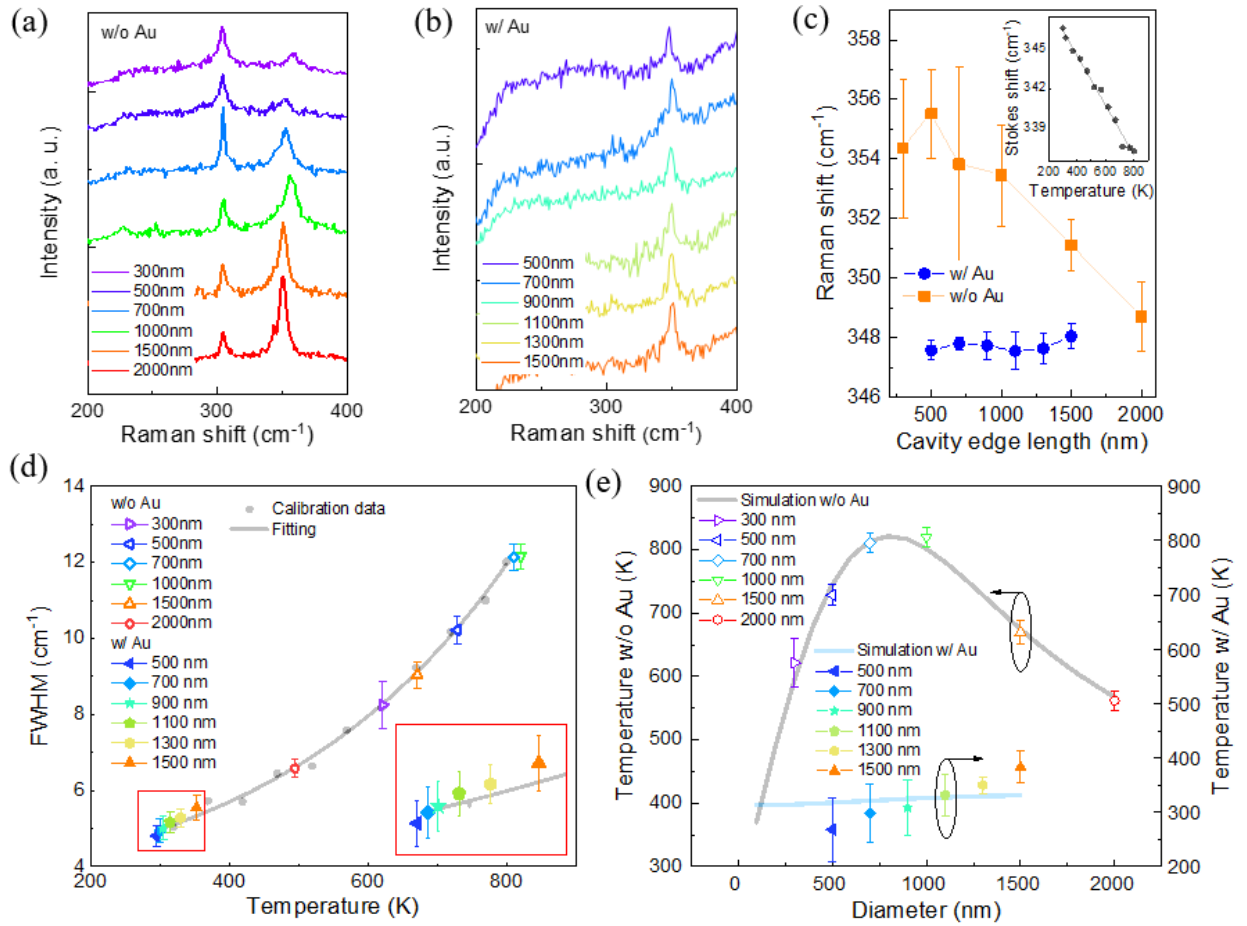 (a)
w/o Au
Intensity (a. u.)
300nm
500nm
700nm
1000nm
1500nm
2000nm
200
300
400
Raman shift (cm⁻¹)
(b)
w/ Au
Intensity (a.u.)
500nm
700nm
900nm
1100nm
1300nm
1500nm
200
300
400
Raman shift (cm⁻¹)
(c)
358
356
354
352
350
348
346
Raman shift (cm⁻¹)
w/ Au
w/o Au
500
1000
1500
2000
Cavity edge length (nm)
Stokes shift (cm⁻¹)
3.45
3.42
3.39
200
400
600
800
Temperature (K)
(d)
14
12
10
8
6
4
FWHM (cm⁻¹)
w/o Au
300nm
500nm
700nm
1000nm
1500nm
2000nm
w/ Au
500 nm
700 nm
900 nm
1100 nm
1300 nm
1500 nm
Calibration data
Fitting
200
400
600
800
Temperature (K)
(e)
900
800
700
600
500
400
300
Temperature w/o Au (K)
Simulation w/o Au
300 nm
500 nm
700 nm
1000 nm
1500 nm
2000 nm
Simulation w/ Au
500 nm
700 nm
900 nm
1100 nm
1300 nm
1500 nm
900
800
700
600
500
400
300
200
Temperature w/ Au (K)
0
500
1000
1500
2000
Diameter (nm)